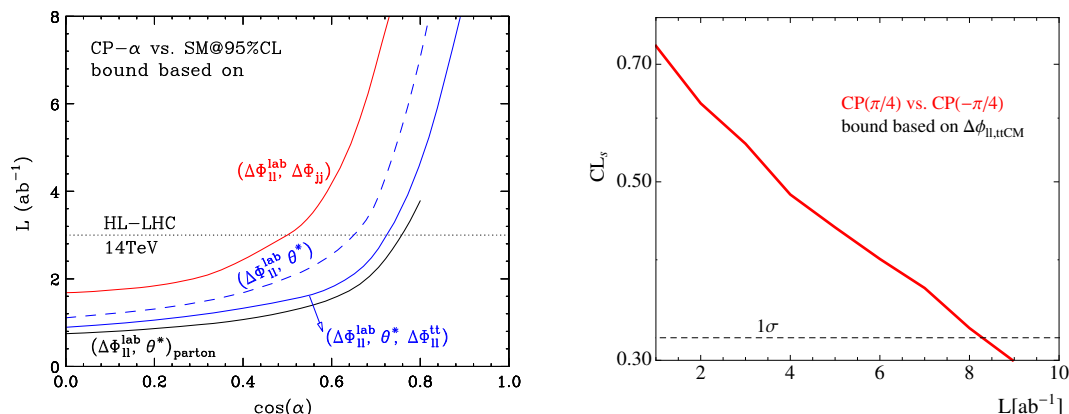 CP−α vs. SM@95%CL
bound based on
(ΔΦ_ll^lab, ΔΦ_jj)
HL−LHC
14TeV
(ΔΦ_ll^lab, θ*)
(ΔΦ_ll^lab, θ*, ΔΦ_ll^tt)
(ΔΦ_ll^lab, θ*)_parton
L (ab⁻¹)
8
6
4
2
0
0.0 0.2 0.4 0.6 0.8 1.0
cos(α)
0.70
0.50
0.30
CL_s
CP(π/4) vs. CP(−π/4)
bound based on Δϕ_ll,ttCM
1σ
2 4 6 8 10
L[ab⁻¹]